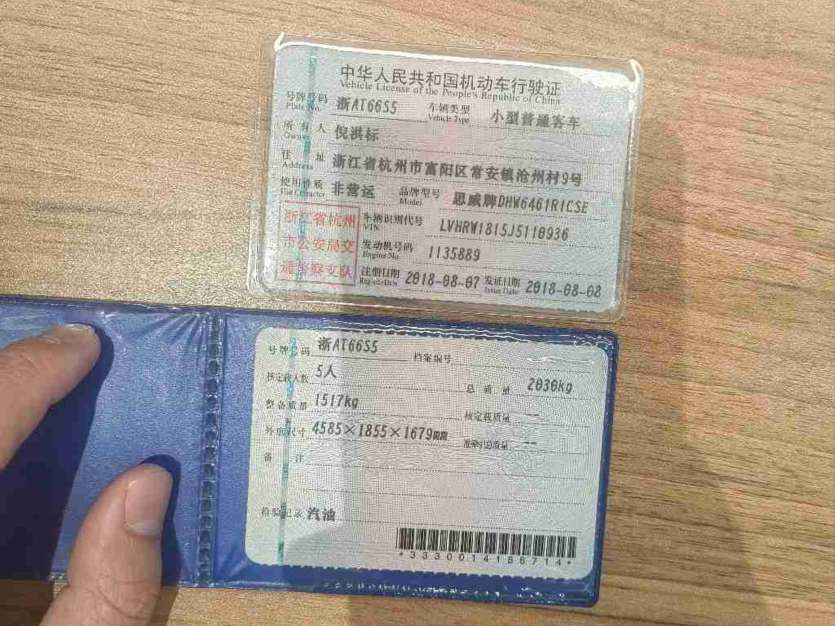 中华人民共和国机动车行驶证
Vehicle License of the People's Republic of China
号牌号码 浙AT66S5 车辆类型 小型普通客车
Plate No. Vehicle Type
所有人 倪洪标
Owner
住址 浙江省杭州市富阳区常安镇沧州村9号
Address
使用性质 非营运 品牌型号 思威牌DHW6461R1CSE
Use Character Model
浙江省杭州
市公安局交
通警察支队
车辆识别代号 LVHRW1815J5110936
VIN
发动机号码 1135889
Engine No.
注册日期 2018-08-07 发证日期 2018-08-08
Register Date Issue Date
号牌号码 浙AT66S5 档案编号
核定载人数 5人 总质量 2030kg
整备质量 1517kg 核定载质量 --
外廓尺寸 4585×1855×1679 --
备注
检验记录 汽油